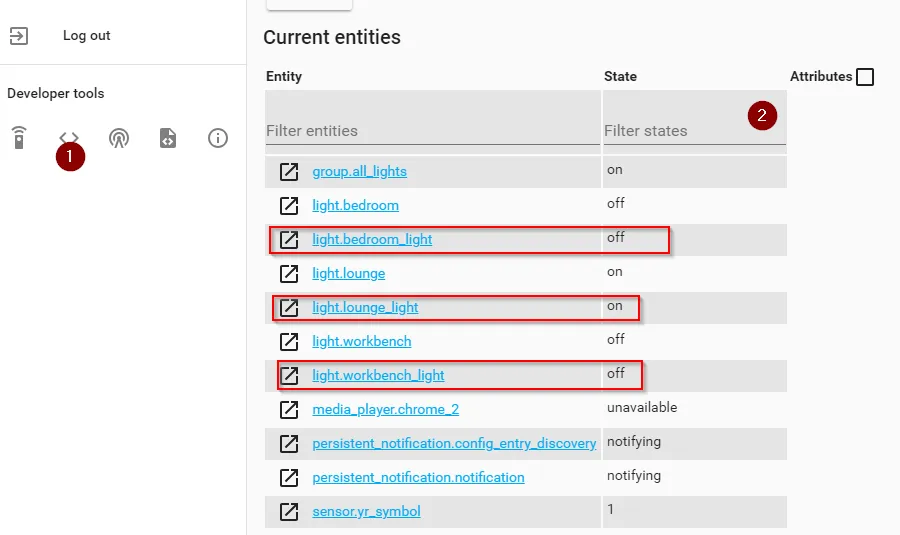 Log out
Developer tools
1
Current entities
Entity State Attributes
Filter entities Filter states 2
group.all_lights on
light.bedroom off
light.bedroom_light off
light.lounge on
light.lounge_light on
light.workbench off
light.workbench_light off
media_player.chrome_2 unavailable
persistent_notification.config_entry_discovery notifying
persistent_notification.notification notifying
sensor.yr_symbol 1